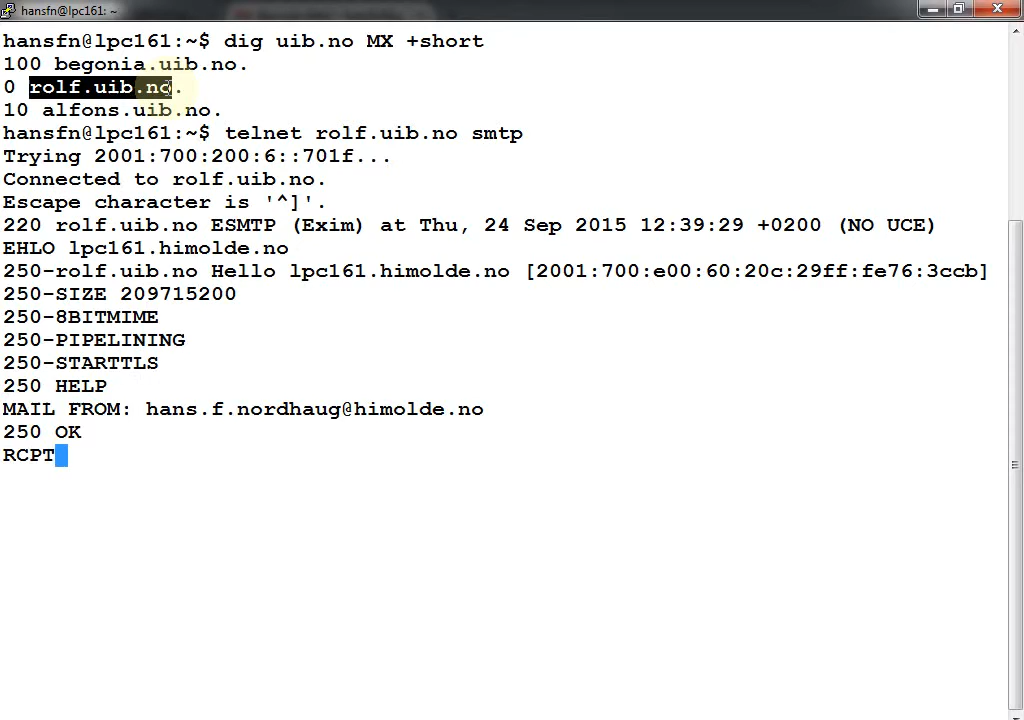 hansfn@lpc161: ~
hansfn@lpc161:~$ dig uib.no MX +short
100 begonia.uib.no.
0 rolf.uib.no.
10 alfons.uib.no.
hansfn@lpc161:~$ telnet rolf.uib.no smtp
Trying 2001:700:200:6::701f...
Connected to rolf.uib.no.
Escape character is '^]'.
220 rolf.uib.no ESMTP (Exim) at Thu, 24 Sep 2015 12:39:29 +0200 (NO UCE)
EHLO lpc161.himolde.no
250-rolf.uib.no Hello lpc161.himolde.no [2001:700:e00:60:20c:29ff:fe76:3ccb]
250-SIZE 209715200
250-8BITMIME
250-PIPELINING
250-STARTTLS
250 HELP
MAIL FROM: hans.f.nordhaug@himolde.no
250 OK
RCPT